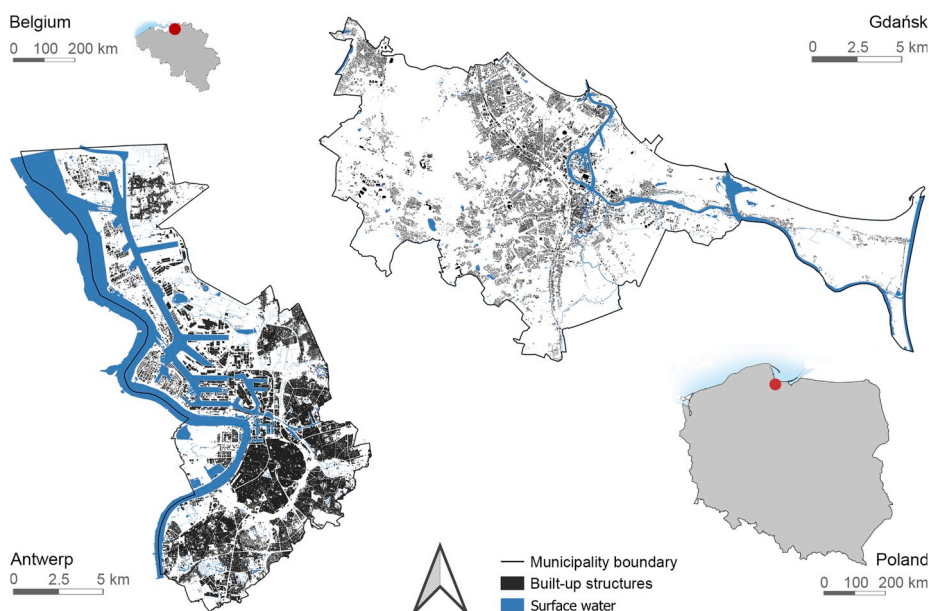 Belgium
0 100 200 km
Gdańsk
0 2.5 5 km
Antwerp
0 2.5 5 km
Municipality boundary
Built-up structures
Surface water
Poland
0 100 200 km